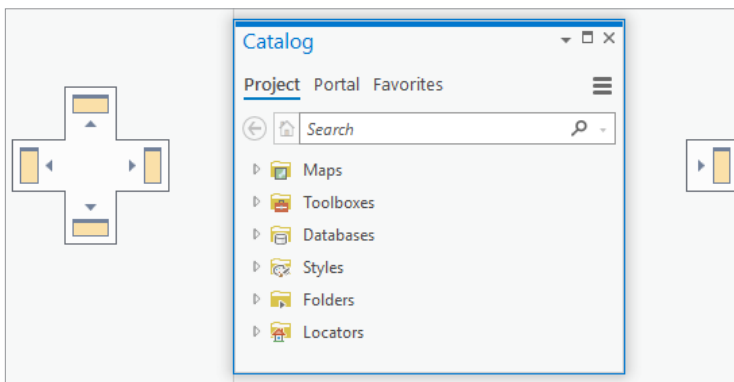 Catalog
Project Portal Favorites
Search
Maps
Toolboxes
Databases
Styles
Folders
Locators